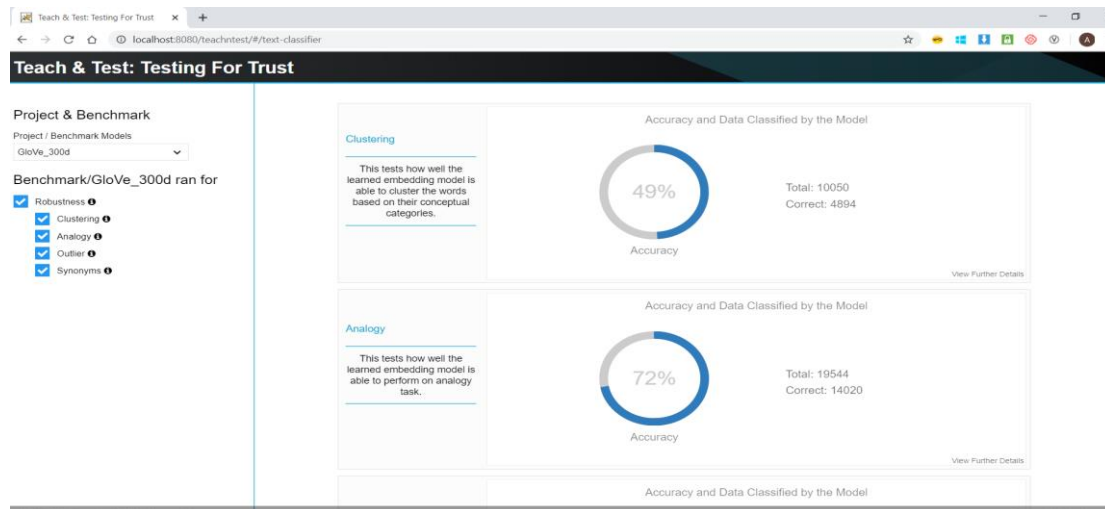 Teach & Test: Testing For Trust
localhost:8080/teachntest/#/text-classifier
A
Teach & Test: Testing For Trust
Project & Benchmark
Project / Benchmark Models
GloVe_300d
Benchmark/GloVe_300d ran for
Robustness
Clustering
Analogy
Outlier
Synonyms
Clustering
This tests how well the
learned embedding model is
able to cluster the words
based on their conceptual
categories.
Accuracy and Data Classified by the Model
49%
Accuracy
Total: 10050
Correct: 4894
View Further Details
Analogy
This tests how well the
learned embedding model is
able to perform on analogy
task.
Accuracy and Data Classified by the Model
72%
Accuracy
Total: 19544
Correct: 14020
View Further Details
Accuracy and Data Classified by the Model